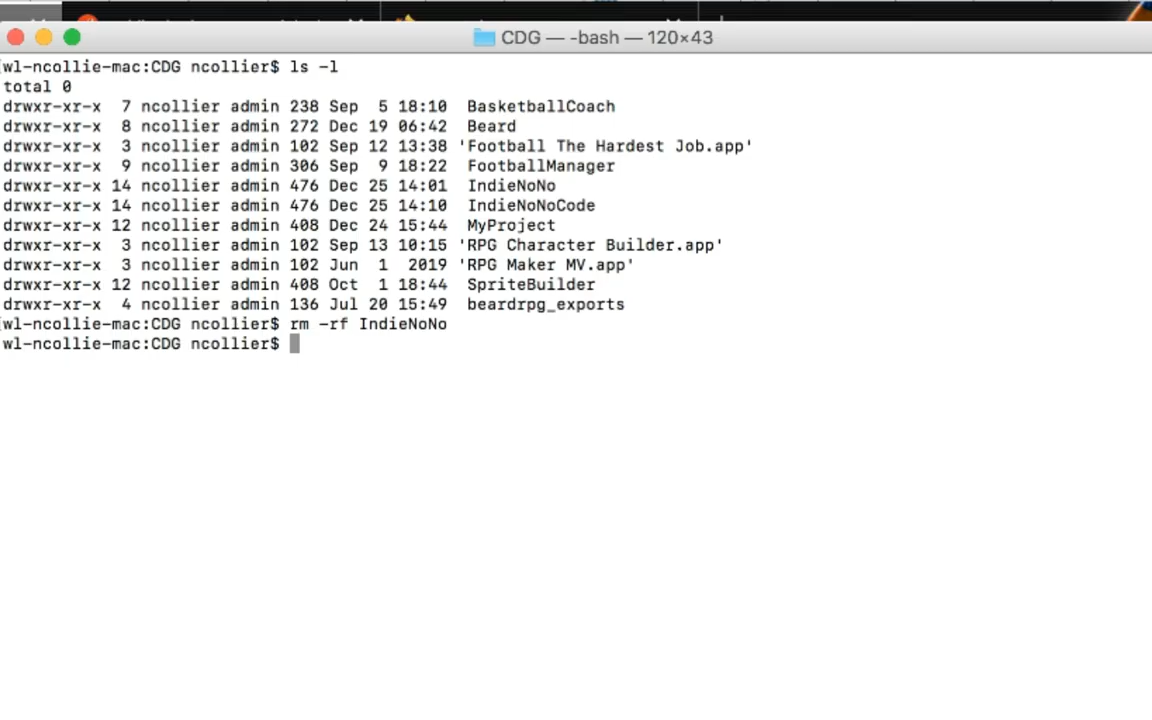 CDG — -bash — 120×43
wl-ncollie-mac:CDG ncollier$ ls -l
total 0
drwxr-xr-x  7 ncollier admin 238 Sep  5 18:10  BasketballCoach
drwxr-xr-x  8 ncollier admin 272 Dec 19 06:42  Beard
drwxr-xr-x  3 ncollier admin 102 Sep 12 13:38 'Football The Hardest Job.app'
drwxr-xr-x  9 ncollier admin 306 Sep  9 18:22  FootballManager
drwxr-xr-x 14 ncollier admin 476 Dec 25 14:01  IndieNoNo
drwxr-xr-x 14 ncollier admin 476 Dec 25 14:10  IndieNoNoCode
drwxr-xr-x 12 ncollier admin 408 Dec 24 15:44  MyProject
drwxr-xr-x  3 ncollier admin 102 Sep 13 10:15 'RPG Character Builder.app'
drwxr-xr-x  3 ncollier admin 102 Jun  1  2019 'RPG Maker MV.app'
drwxr-xr-x 12 ncollier admin 408 Oct  1 18:44  SpriteBuilder
drwxr-xr-x  4 ncollier admin 136 Jul 20 15:49  beardrpg_exports
wl-ncollie-mac:CDG ncollier$ rm -rf IndieNoNo
wl-ncollie-mac:CDG ncollier$